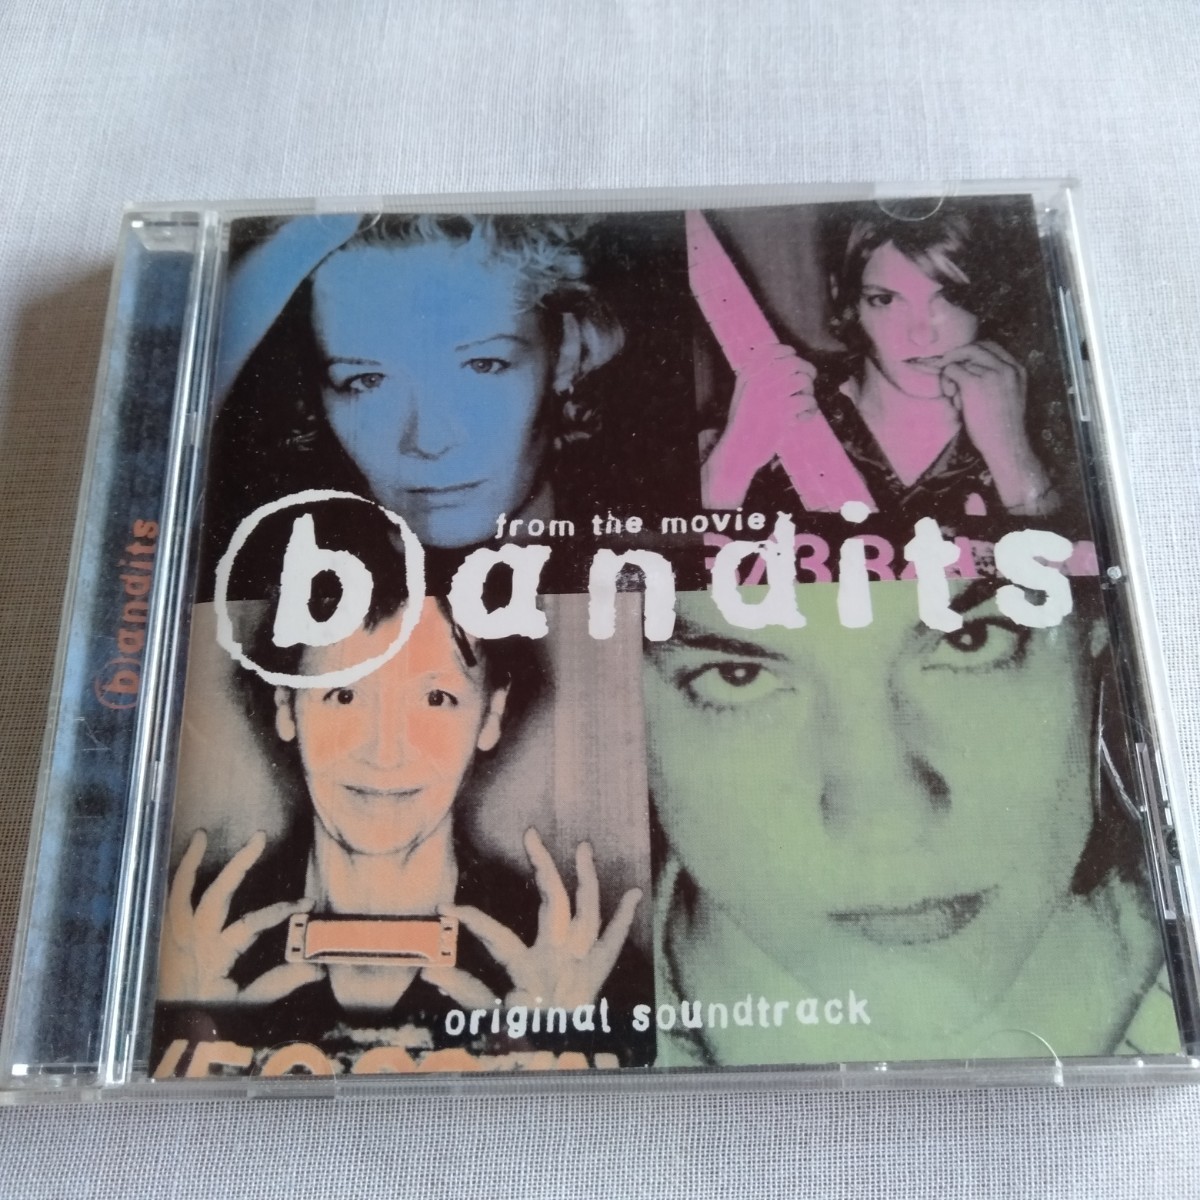 from the movie
bandits
original soundtrack
bandits